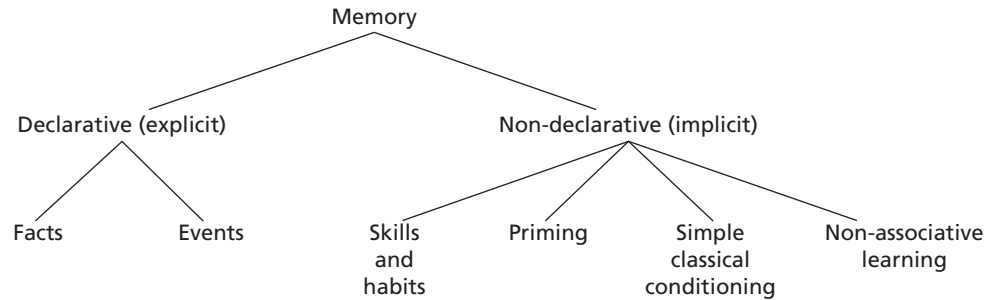 Memory
Declarative (explicit)
Non-declarative (implicit)
Facts
Events
Skills
and
habits
Priming
Simple
classical
conditioning
Non-associative
learning